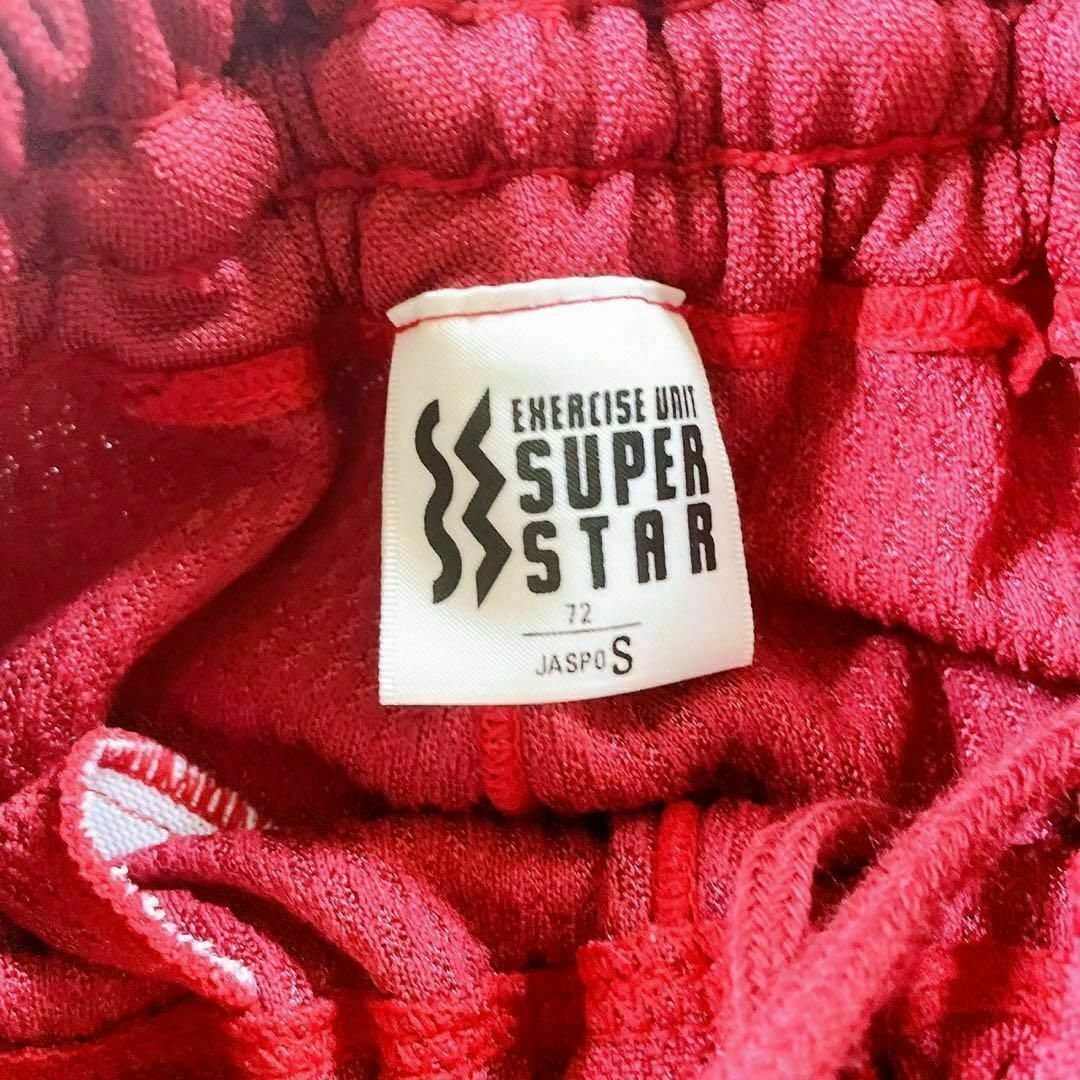 EXERCISE UNIT
SUPER
STAR
72
JASPO S